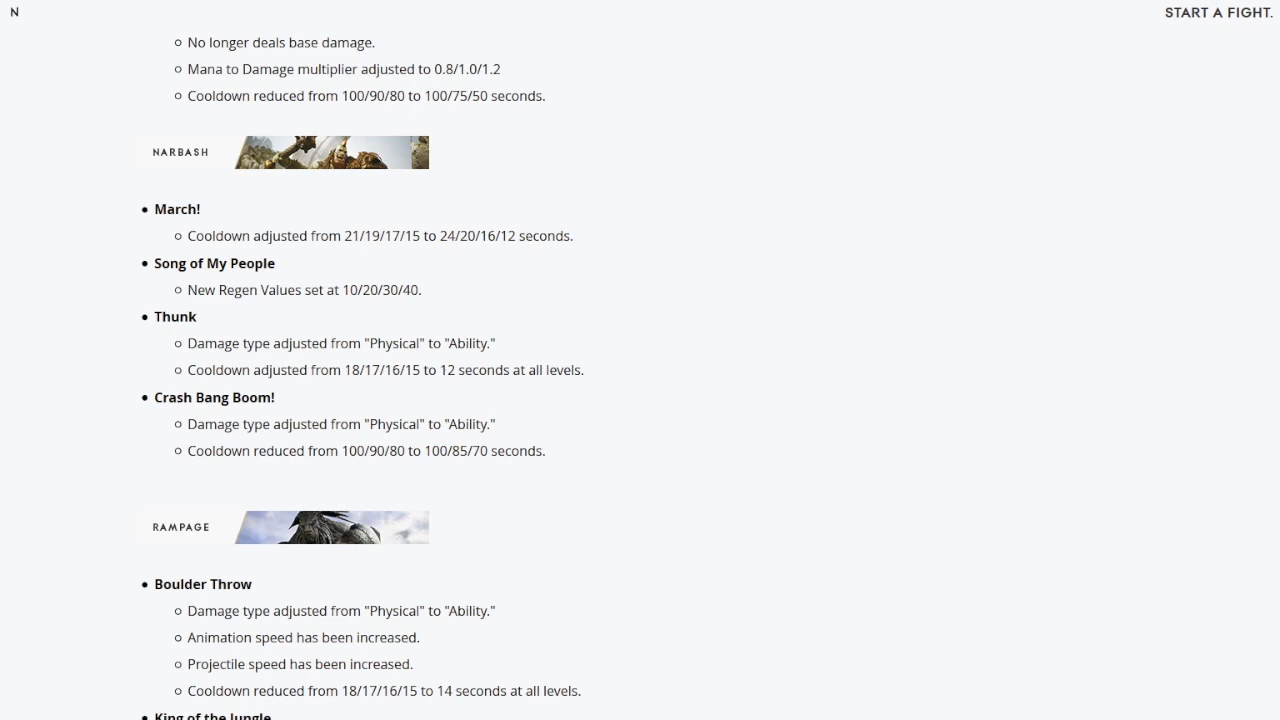 N
START A FIGHT.
No longer deals base damage.
Mana to Damage multiplier adjusted to 0.8/1.0/1.2
Cooldown reduced from 100/90/80 to 100/75/50 seconds.
NARBASH
March!
Cooldown adjusted from 21/19/17/15 to 24/20/16/12 seconds.
Song of My People
New Regen Values set at 10/20/30/40.
Thunk
Damage type adjusted from "Physical" to "Ability."
Cooldown adjusted from 18/17/16/15 to 12 seconds at all levels.
Crash Bang Boom!
Damage type adjusted from "Physical" to "Ability."
Cooldown reduced from 100/90/80 to 100/85/70 seconds.
RAMPAGE
Boulder Throw
Damage type adjusted from "Physical" to "Ability."
Animation speed has been increased.
Projectile speed has been increased.
Cooldown reduced from 18/17/16/15 to 14 seconds at all levels.
King of the Jungle